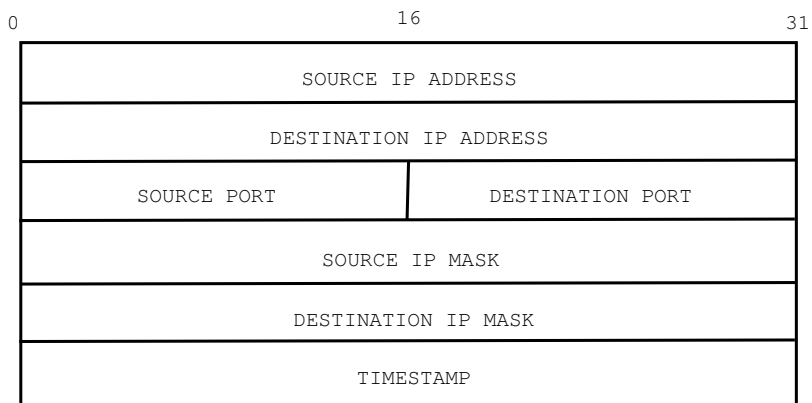 0 16 31
SOURCE IP ADDRESS
DESTINATION IP ADDRESS
SOURCE PORT DESTINATION PORT
SOURCE IP MASK
DESTINATION IP MASK
TIMESTAMP